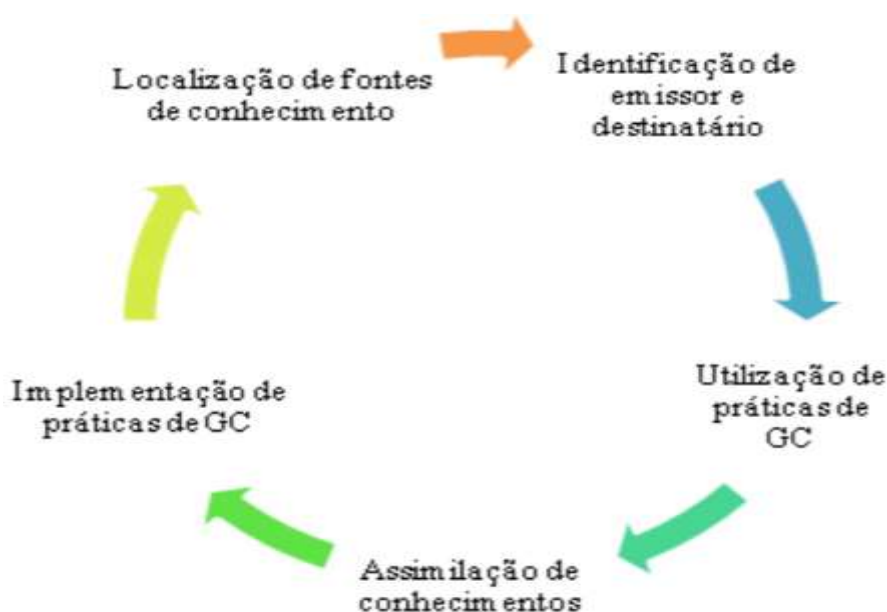 Localização de fontes
de conhecimento
Identificação de
emissor e
destinatário
Utilização de
práticas de
GC
Assimilação de
conhecimentos
Implementação de
práticas de GC